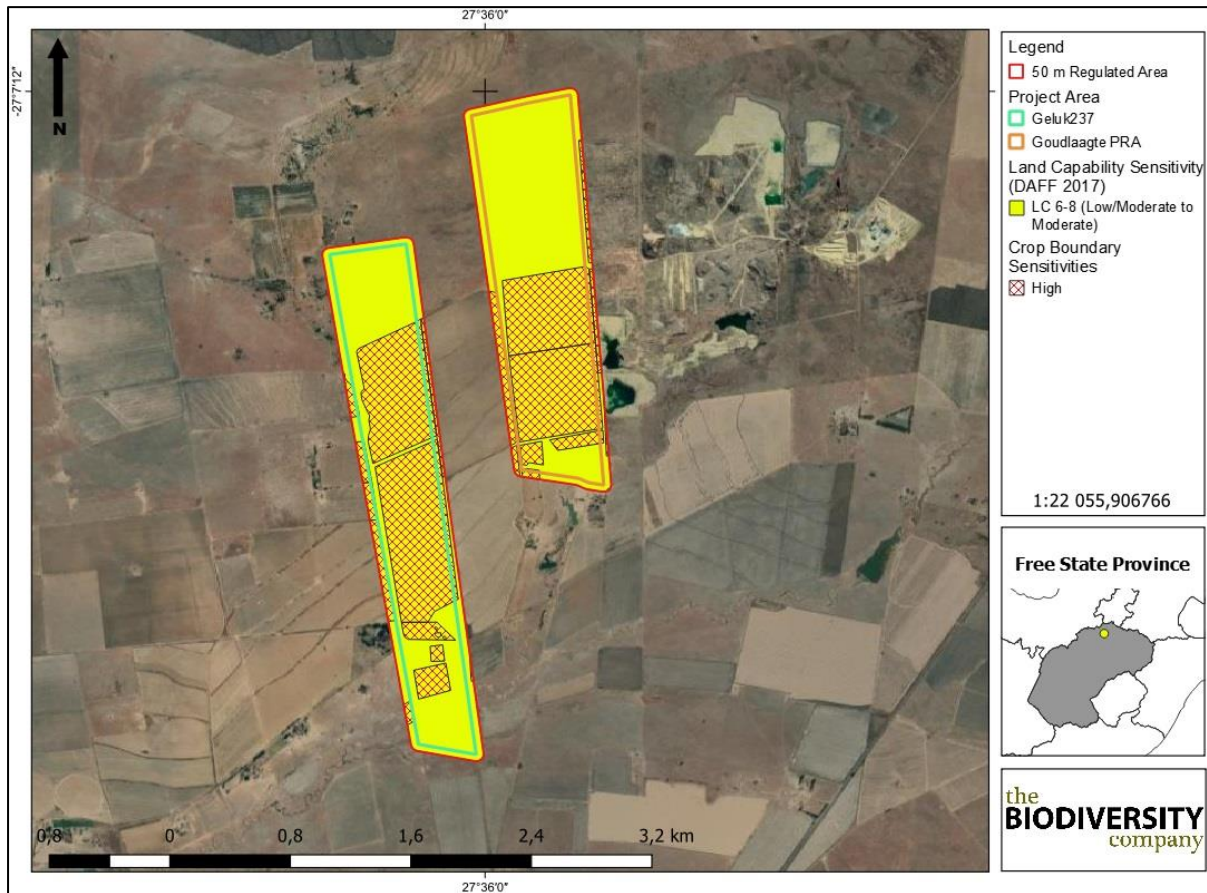 27°36'0"
-27°7'12"
N
Legend
50 m Regulated Area
Project Area
Geluk237
Goudlaagte PRA
Land Capability Sensitivity
(DAFF 2017)
LC 6-8 (Low/Moderate to
Moderate)
Crop Boundary
Sensitivities
High
1:22 055,906766
Free State Province
the
BIODIVERSITY
company
0,8 0 0,8 1,6 2,4 3,2 km
27°36'0"